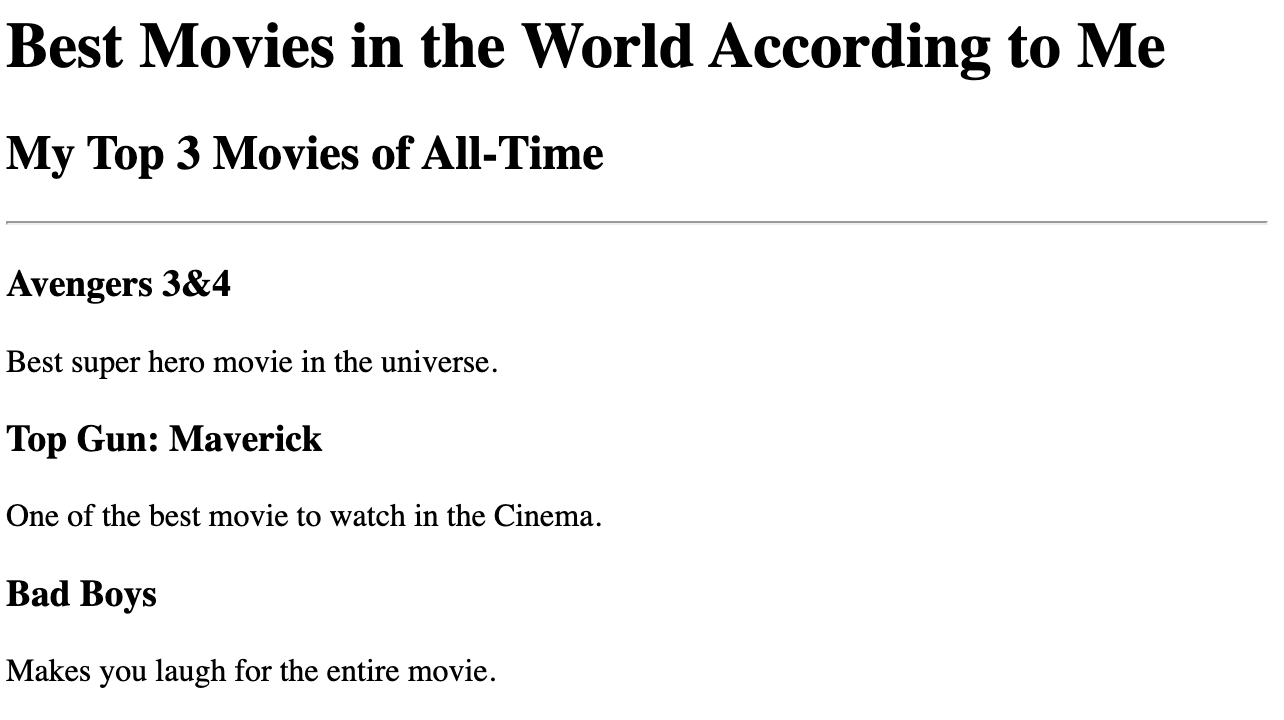 Best Movies in the World According to Me
My Top 3 Movies of All-Time
Avengers 3&4
Best super hero movie in the universe.
Top Gun: Maverick
One of the best movie to watch in the Cinema.
Bad Boys
Makes you laugh for the entire movie.